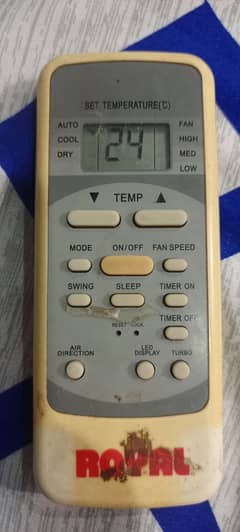 SET TEMPERATURE(°C)
AUTO FAN
COOL 24 HIGH
DRY MED
LOW
▼ TEMP ▲
MODE ON/OFF FAN SPEED
SWING SLEEP TIMER ON
TIMER OFF
RESET LOCK
AIR DIRECTION LED DISPLAY TURBO
ROYAL